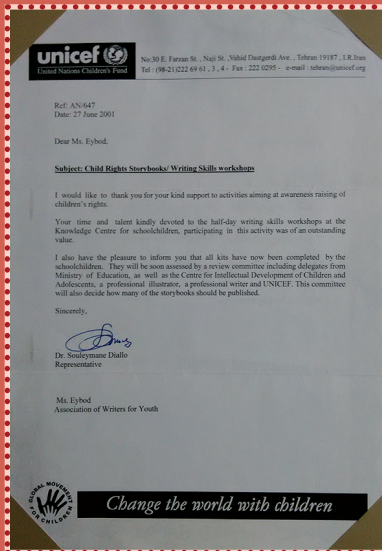 unicef
United Nations Children's Fund
No:30 E. Farzan St. , Naji St. ,Vahid Dastgerdi Ave. , Tehran 19187 , I.R.Iran
Tel : (98-21)222 69 61 , 3 , 4 - Fax : 222 0295 - e-mail : tehran@unicef.org
Ref: AN/647
Date: 27 June 2001
Dear Ms. Eybod,
Subject: Child Rights Storybooks/ Writing Skills workshops
I would like to thank you for your kind support to activities aiming at awareness raising of
children's rights.
Your time and talent kindly devoted to the half-day writing skills workshops at the
Knowledge Centre for schoolchildren, participating in this activity was of an outstanding
value.
I also have the pleasure to inform you that all kits have now been completed by the
schoolchildren. They will be soon assessed by a review committee including delegates from
Ministry of Education, as well as the Centre for Intellectual Development of Children and
Adolescents, a professional illustrator, a professional writer and UNICEF. This committee
will also decide how many of the storybooks should be published.
Sincerely,
Dr. Souleymane Diallo
Representative
Ms. Eybod
Association of Writers for Youth
GLOBAL MOVEMENT
FOR CHILDREN
Change the world with children